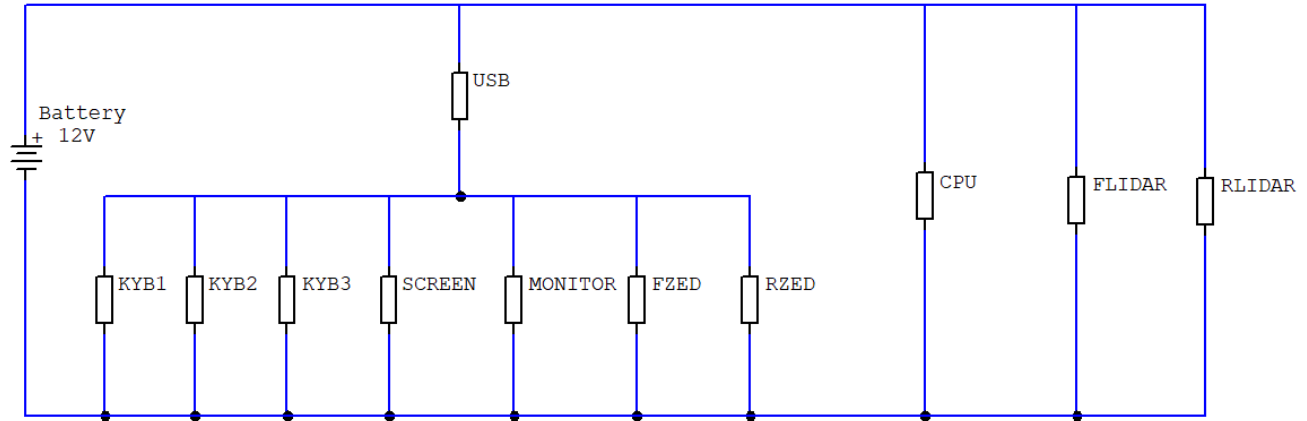 USB
Battery
+ 12V
CPU
FLIDAR
RLIDAR
KYB1
KYB2
KYB3
SCREEN
MONITOR
FZED
RZED